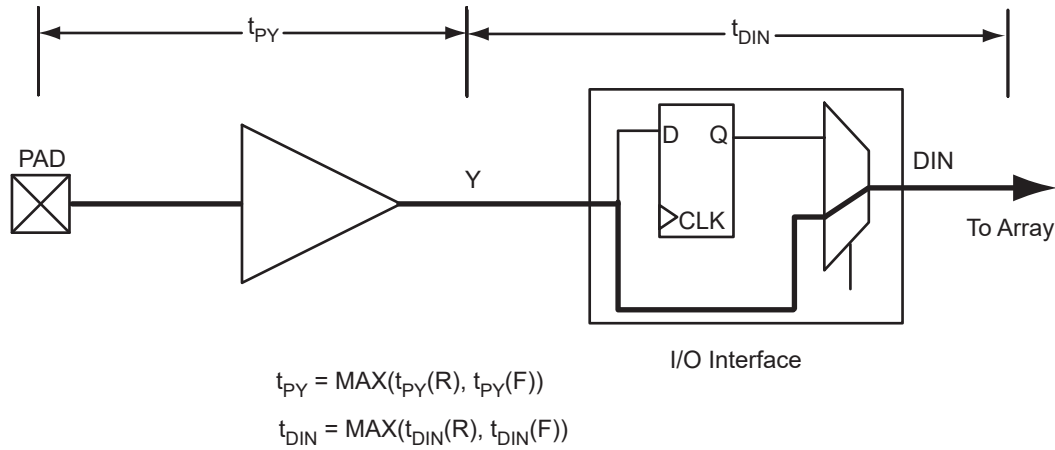 tPY
tDIN
PAD
Y
D
Q
CLK
DIN
To Array
I/O Interface
tPY = MAX(tPY(R), tPY(F))
tDIN = MAX(tDIN(R), tDIN(F))